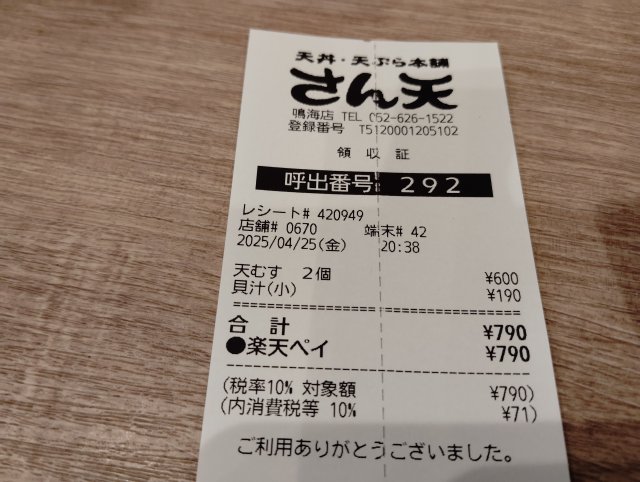 天丼・天ぷら本舗
さん天
鳴海店 TEL 052-626-1522
登録番号 T5120001205102
領収証
呼出番号 292
レシート# 420949
店舗# 0670 端末# 42
2025/04/25(金) 20:38
天むす 2個 ¥600
貝汁(小) ¥190
==================================
合 計 ¥790
●楽天ペイ ¥790
(税率10% 対象額 ¥790)
(内消費税等 10% ¥71)
ご利用ありがとうございました。